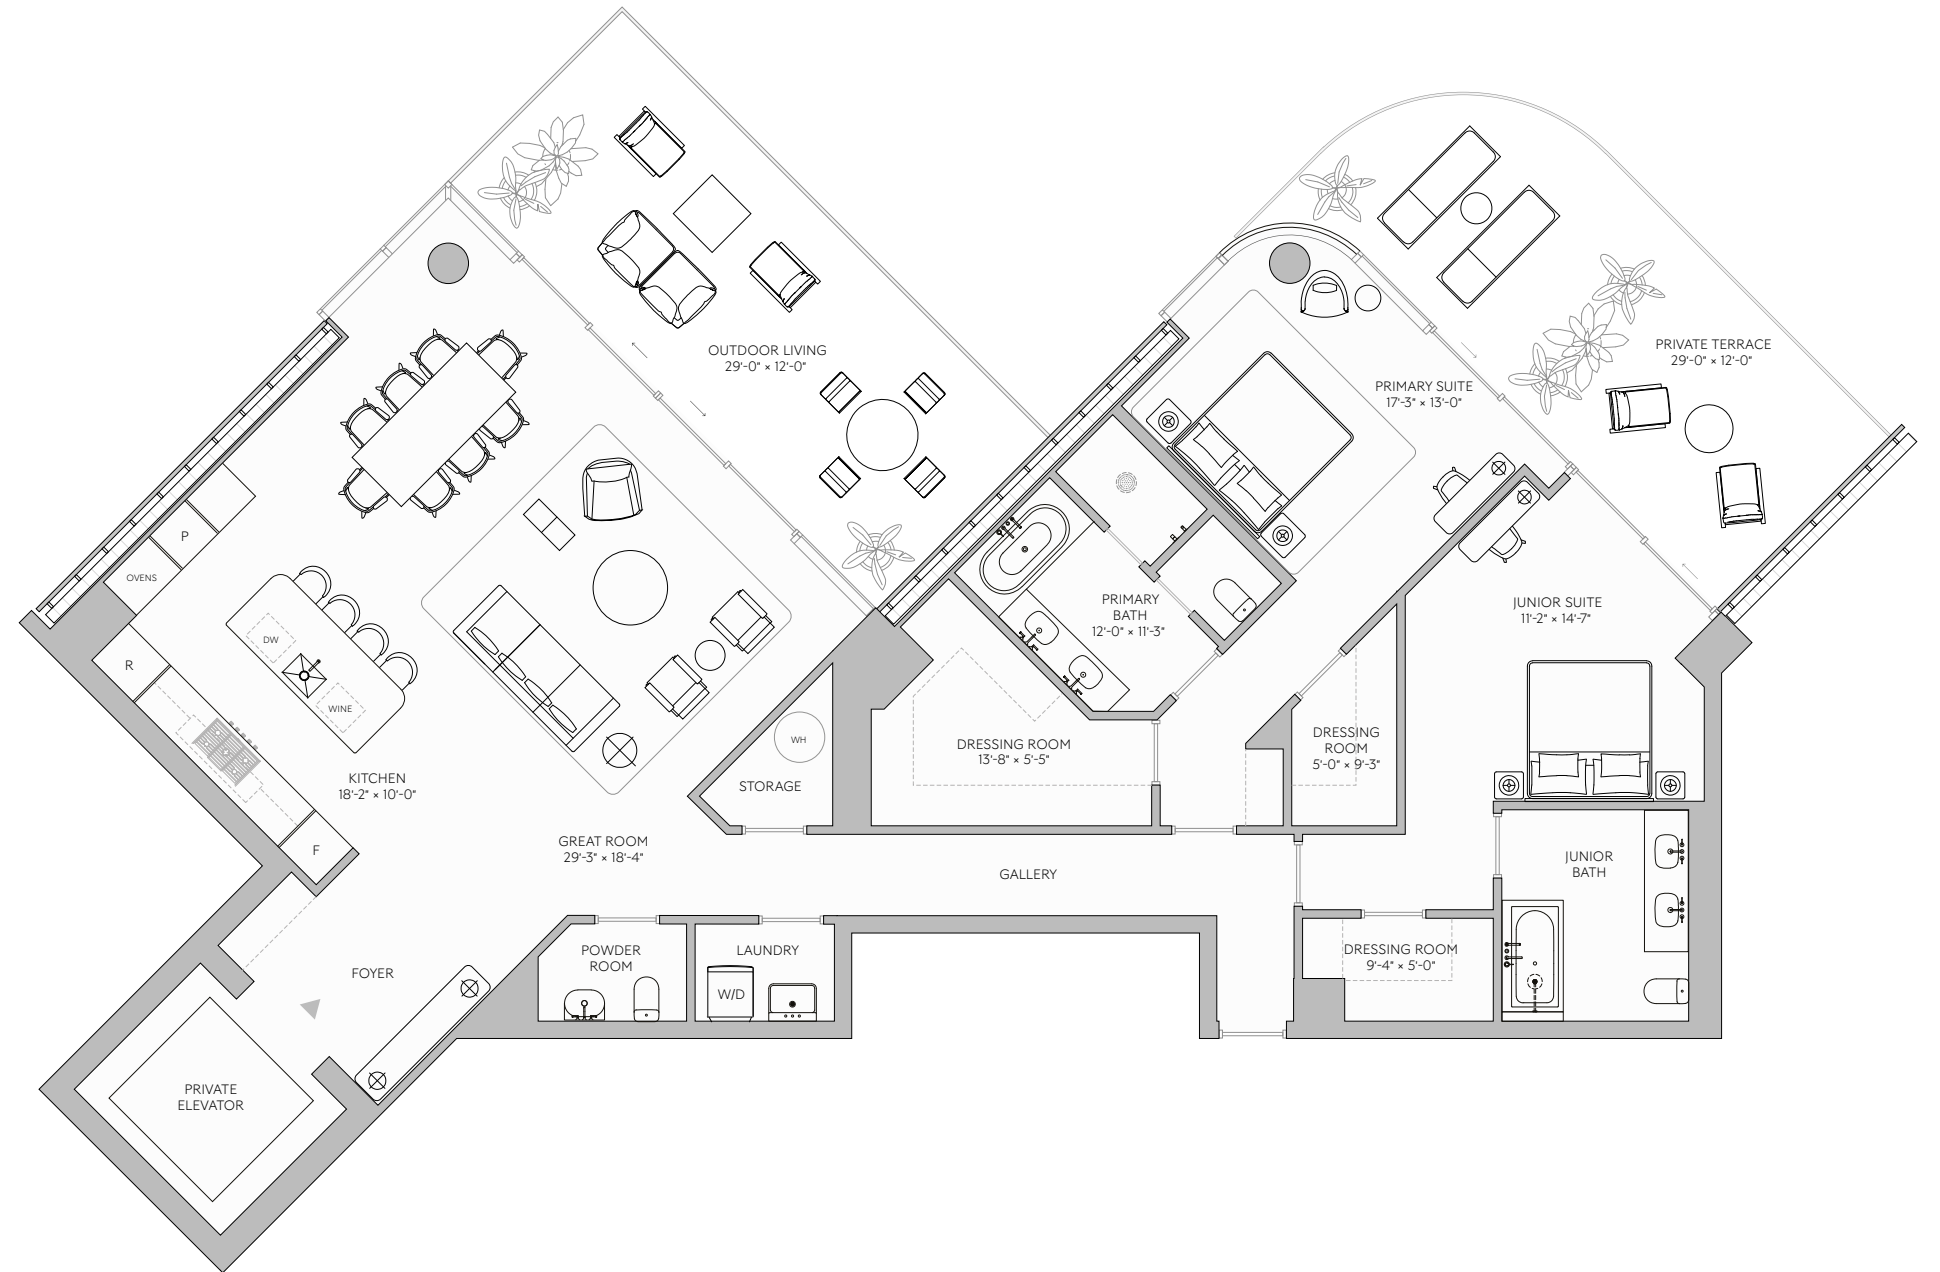 OUTDOOR LIVING
29'-0" × 12'-0"
PRIVATE TERRACE
29'-0" × 12'-0"
PRIMARY SUITE
17'-3" × 13'-0"
P
OVENS
R
DW
WINE
KITCHEN
18'-2" × 10'-0"
F
PRIMARY
BATH
12'-0" × 11'-3"
JUNIOR SUITE
11'-2" × 14'-7"
WH
STORAGE
DRESSING ROOM
13'-8" × 5'-5"
DRESSING
ROOM
5'-0" × 9'-3"
GREAT ROOM
29'-3" × 18'-4"
GALLERY
JUNIOR
BATH
FOYER
POWDER
ROOM
LAUNDRY
W/D
DRESSING ROOM
9'-4" × 5'-0"
PRIVATE
ELEVATOR